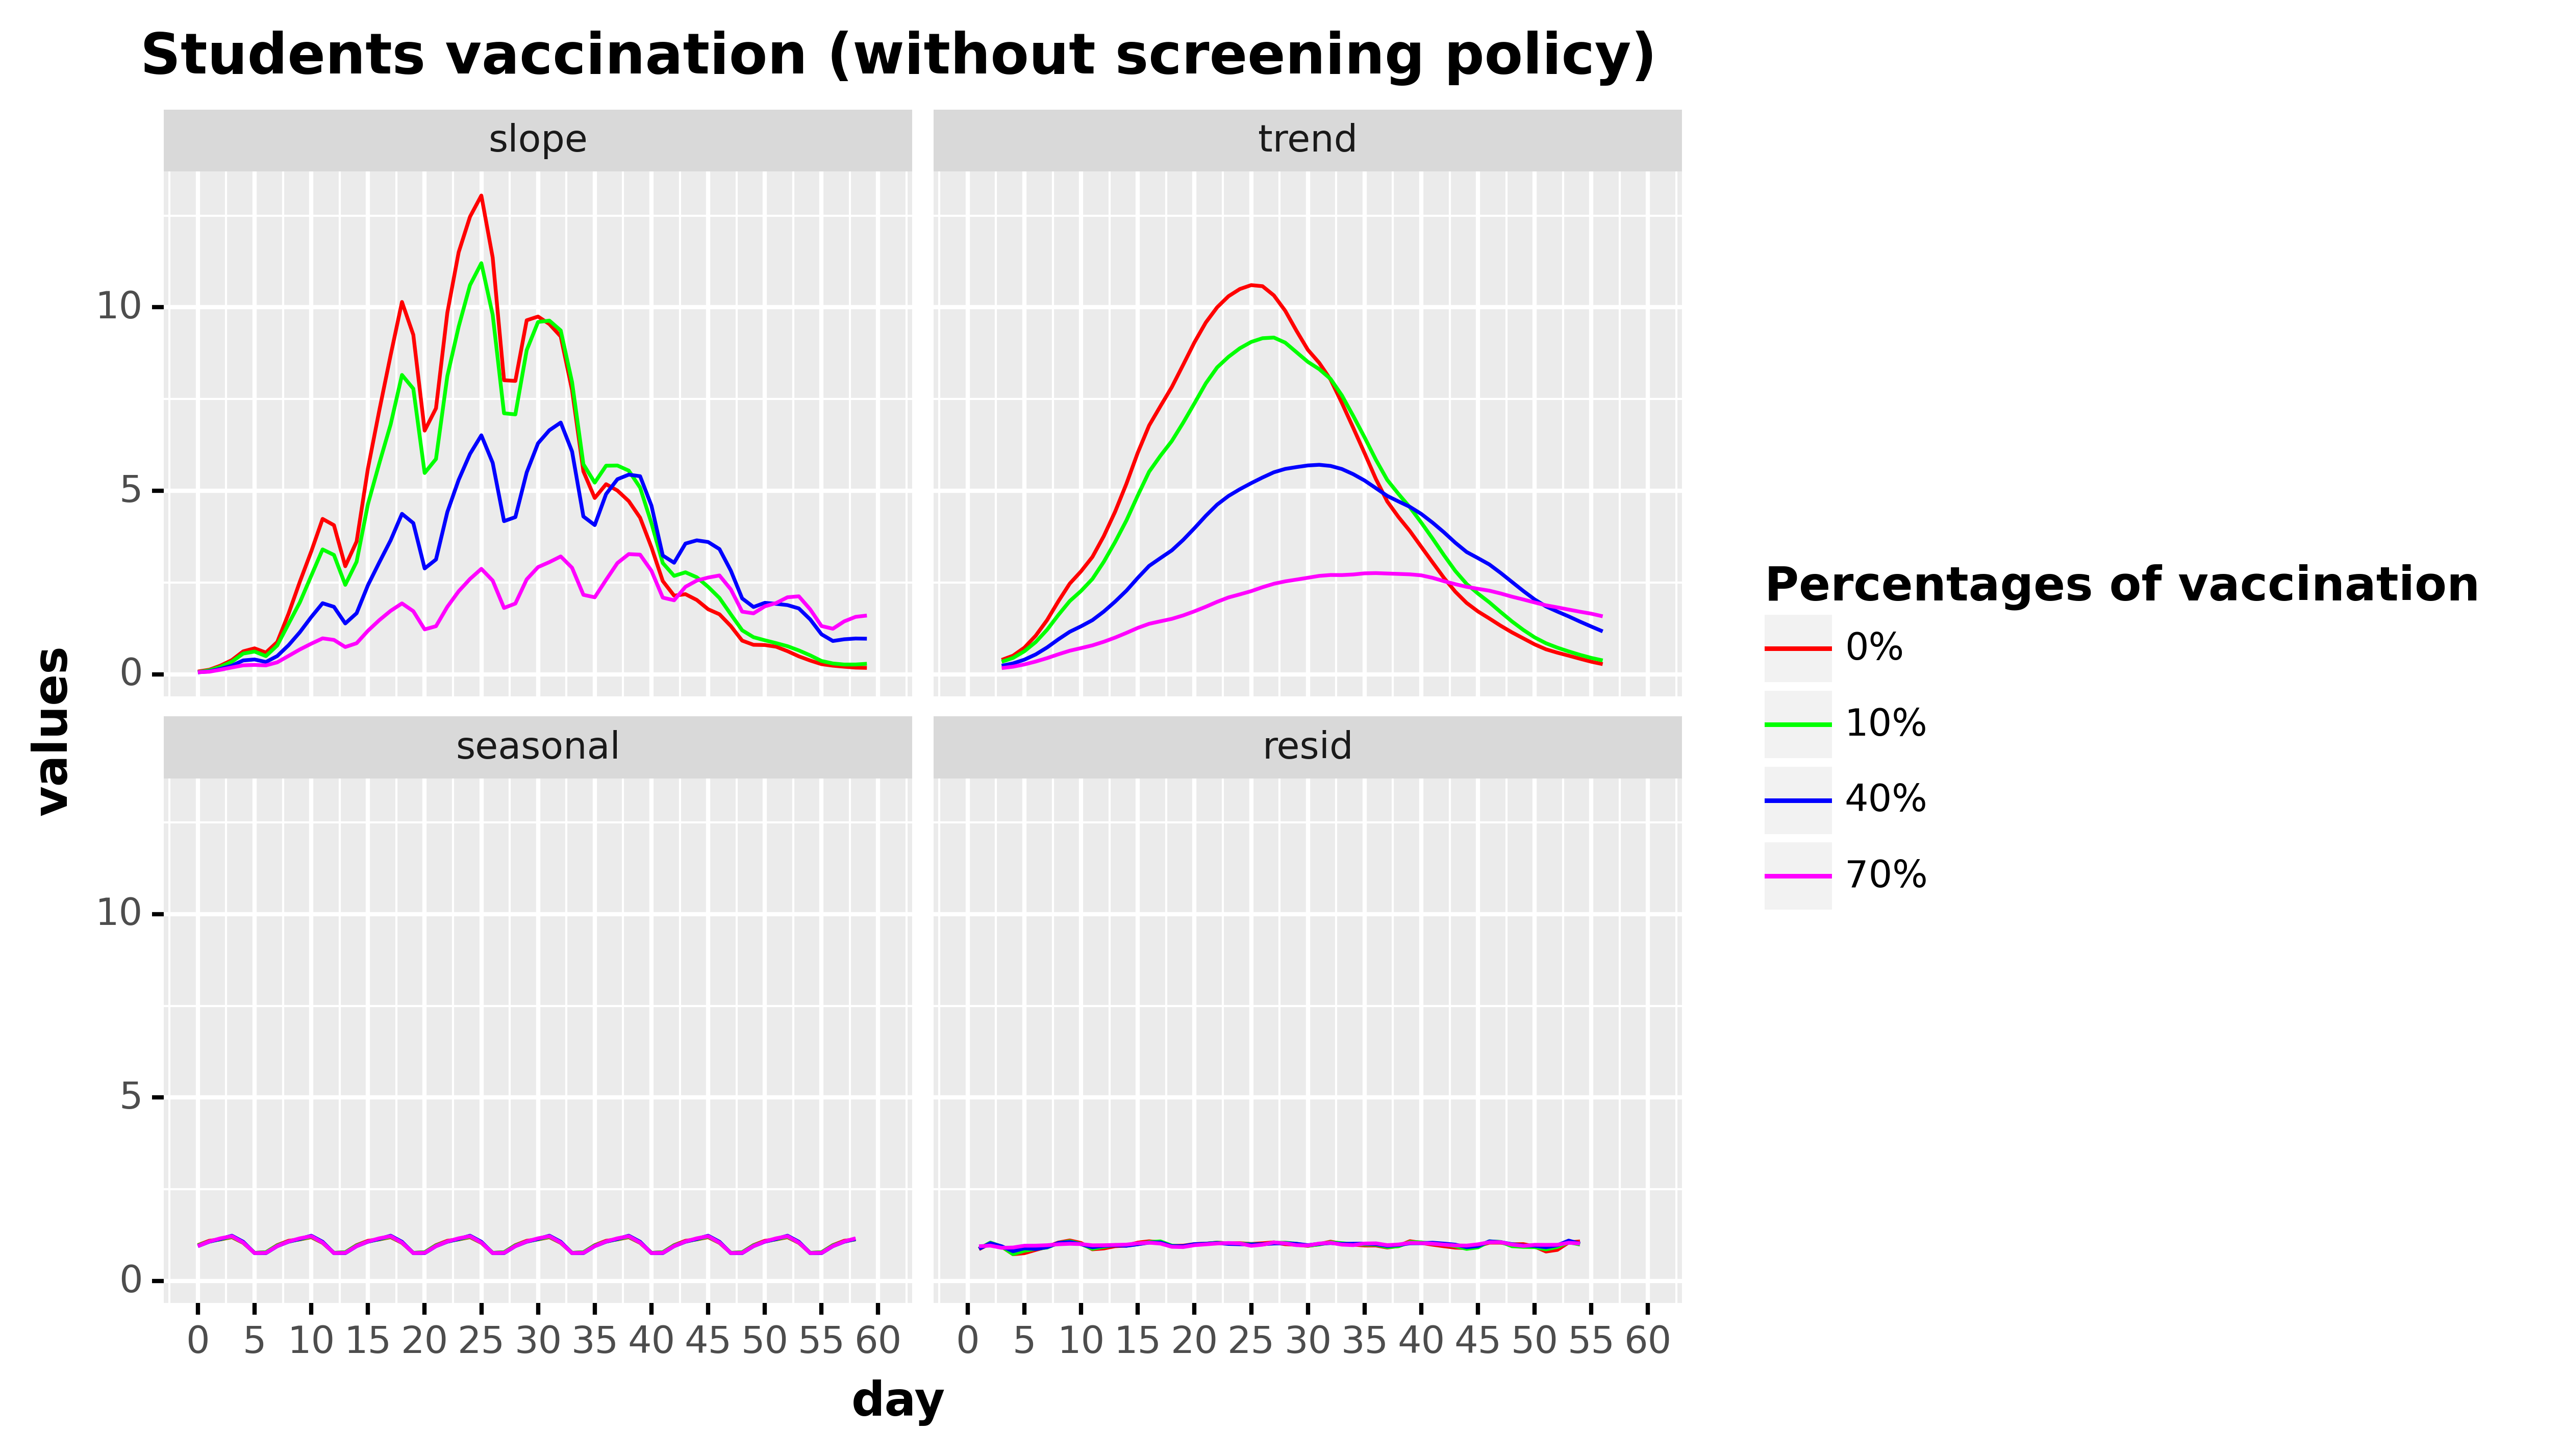 Students vaccination (without screening policy)
slope
trend
10
5
0
values
seasonal
resid
10
5
0
0 5 10 15 20 25 30 35 40 45 50 55 60
0 5 10 15 20 25 30 35 40 45 50 55 60
day
Percentages of vaccination
0%
10%
40%
70%